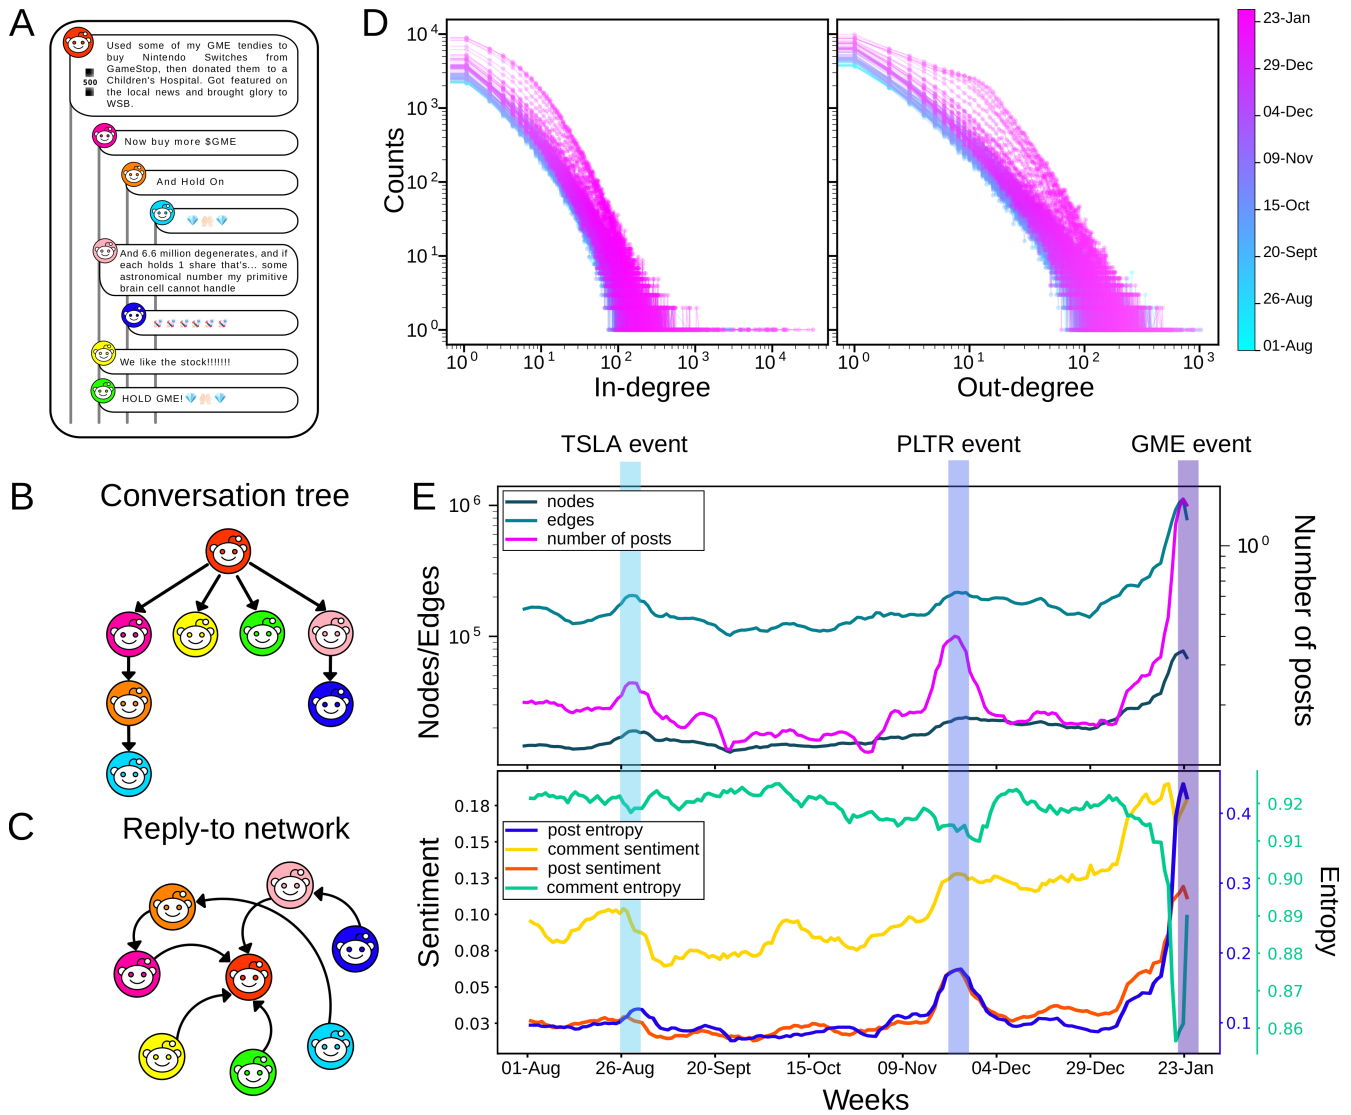 A
Used some of my GME tendies to
buy Nintendo Switches from
GameStop, then donated them to a
Children's Hospital. Got featured on
the local news and brought glory to
WSB.
500
Now buy more $GME
And Hold On
And 6.6 million degenerates, and if
each holds 1 share that's... some
astronomical number my primitive
brain cell cannot handle
We like the stock!!!!!!!
HOLD GME!
B
Conversation tree
C
Reply-to network
D
Counts
10^4
10^3
10^2
10^1
10^0
10^0 10^1 10^2 10^3 10^4
In-degree
10^0 10^1 10^2 10^3
Out-degree
23-Jan
29-Dec
04-Dec
09-Nov
15-Oct
20-Sept
26-Aug
01-Aug
TSLA event PLTR event GME event
E
Nodes/Edges
10^6
10^5
nodes
edges
number of posts
10^0
Number of posts
Sentiment
0.18
0.15
0.13
0.10
0.08
0.05
0.03
post entropy
comment sentiment
post sentiment
comment entropy
0.4
0.3
0.2
0.1
0.92
0.91
0.90
0.89
0.88
0.87
0.86
Entropy
01-Aug 26-Aug 20-Sept 15-Oct 09-Nov 04-Dec 29-Dec 23-Jan
Weeks